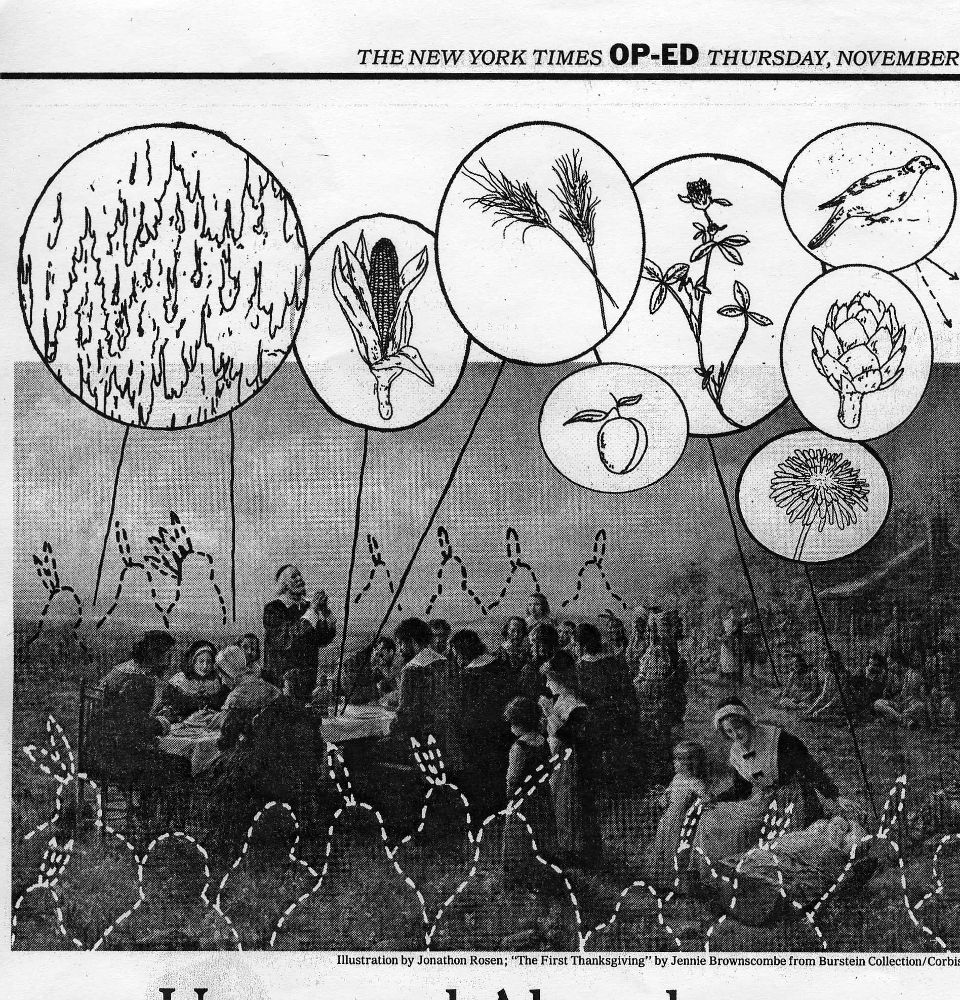 THE NEW YORK TIMES OP-ED THURSDAY, NOVEMBER
Illustration by Jonathon Rosen; “The First Thanksgiving” by Jennie Brownscombe from Burstein Collection/Corbis